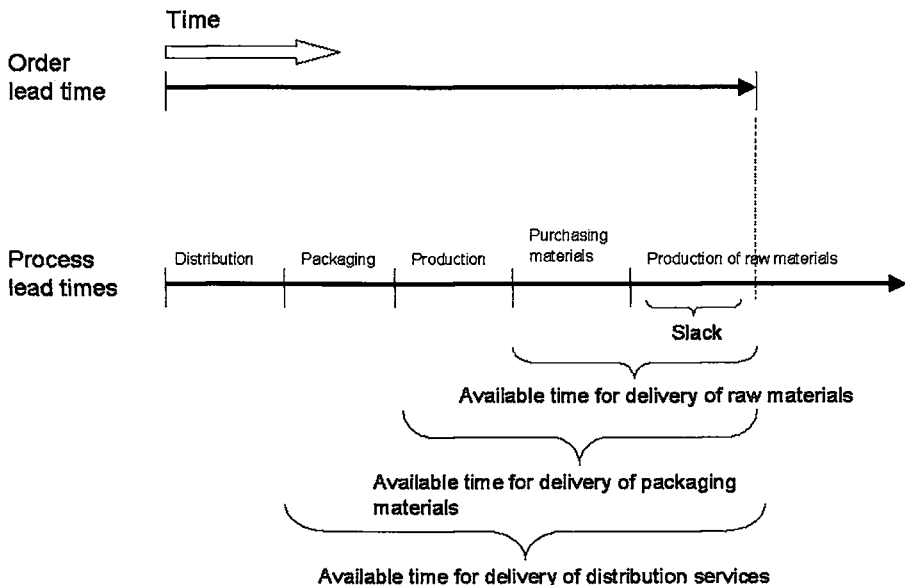 Time
Order
lead time
Purchasing
materials
Distribution
Packaging
Production
Production of raw materials
Process
lead times
Slack
Available time for delivery of raw materials
Available time for delivery of packaging
materials
Available time for delivery of distribution services